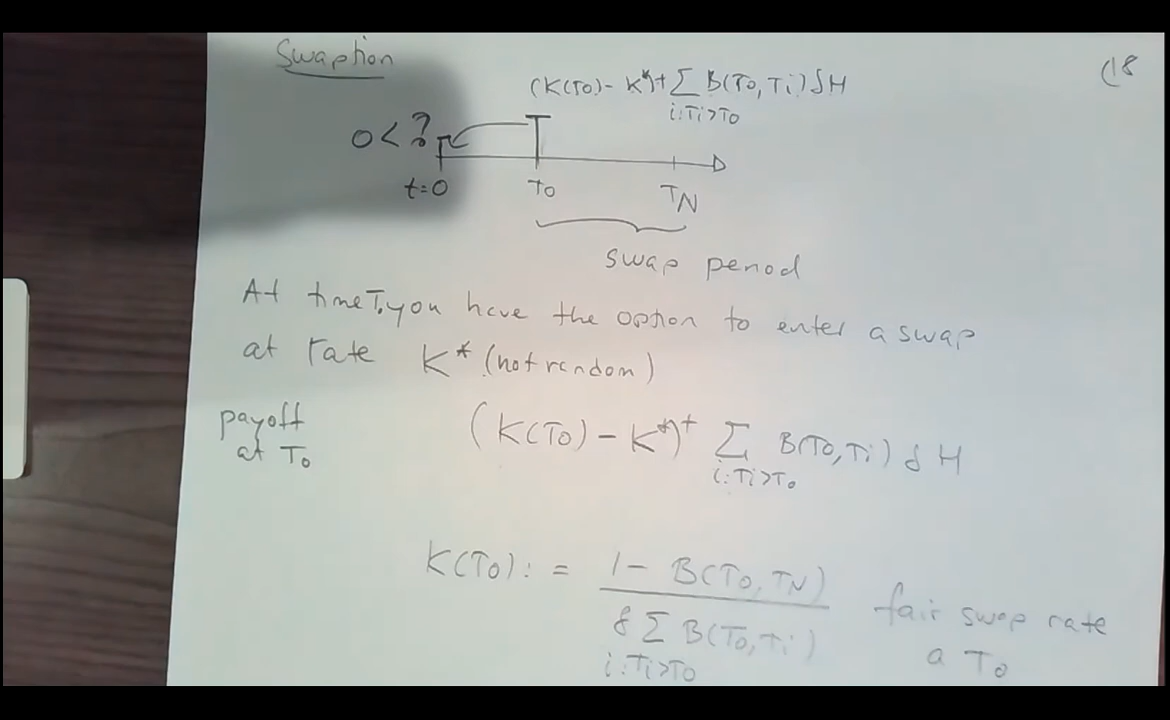 Swaption
(18
(K(T0) - K*)+ ∑ B(T0, Ti) δ H
i:Ti>T0
0 < ?
t=0 T0 TN
swap period
At time T0 you have the option to enter a swap
at rate K* (not random)
payoff (K(T0) - K*)+ ∑ B(T0, Ti) δ H
at T0 i:Ti>T0
K(T0) := 1 - B(T0, TN) fair swap rate
δ ∑ B(T0, Ti) a T0
i:Ti>T0